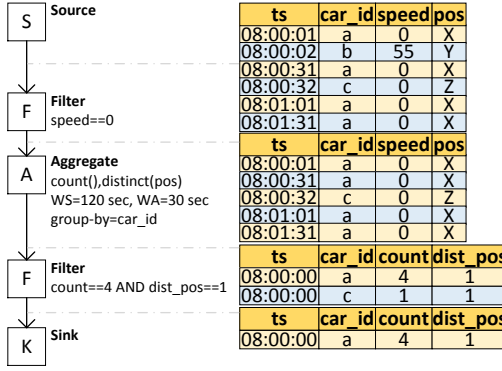 S
Source
F
Filter
speed==0
A
Aggregate
count(),distinct(pos)
WS=120 sec, WA=30 sec
group-by=car_id
F
Filter
count==4 AND dist_pos==1
K
Sink
ts car_id speed pos
08:00:01 a 0 X
08:00:02 b 55 Y
08:00:31 a 0 X
08:00:32 c 0 Z
08:01:01 a 0 X
08:01:31 a 0 X
ts car_id speed pos
08:00:01 a 0 X
08:00:31 a 0 X
08:00:32 c 0 Z
08:01:01 a 0 X
08:01:31 a 0 X
ts car_id count dist_pos
08:00:00 a 4 1
08:00:00 c 1 1
ts car_id count dist_pos
08:00:00 a 4 1